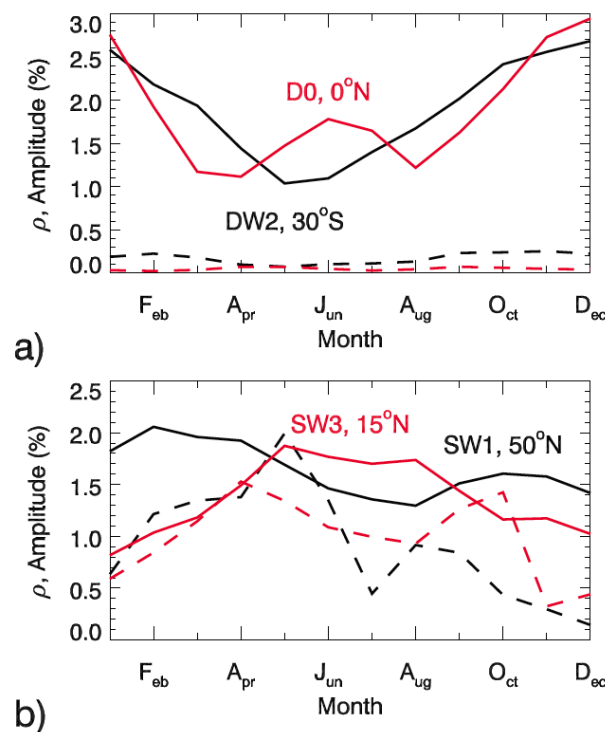 3.0
2.5
2.0
1.5
1.0
0.5
0.0
ρ, Amplitude (%)
D0, 0°N
DW2, 30°S
Feb
Apr
Jun
Aug
Oct
Dec
Month
a)
2.5
2.0
1.5
1.0
0.5
0.0
ρ, Amplitude (%)
SW3, 15°N
SW1, 50°N
Feb
Apr
Jun
Aug
Oct
Dec
Month
b)